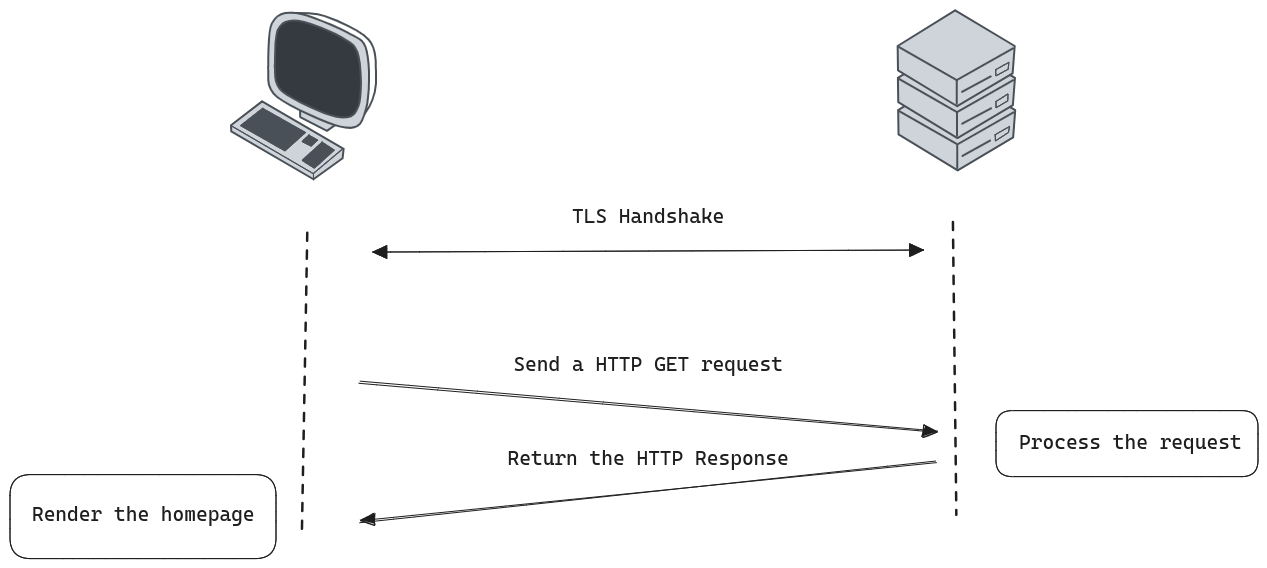 TLS Handshake
Send a HTTP GET request
Process the request
Return the HTTP Response
Render the homepage